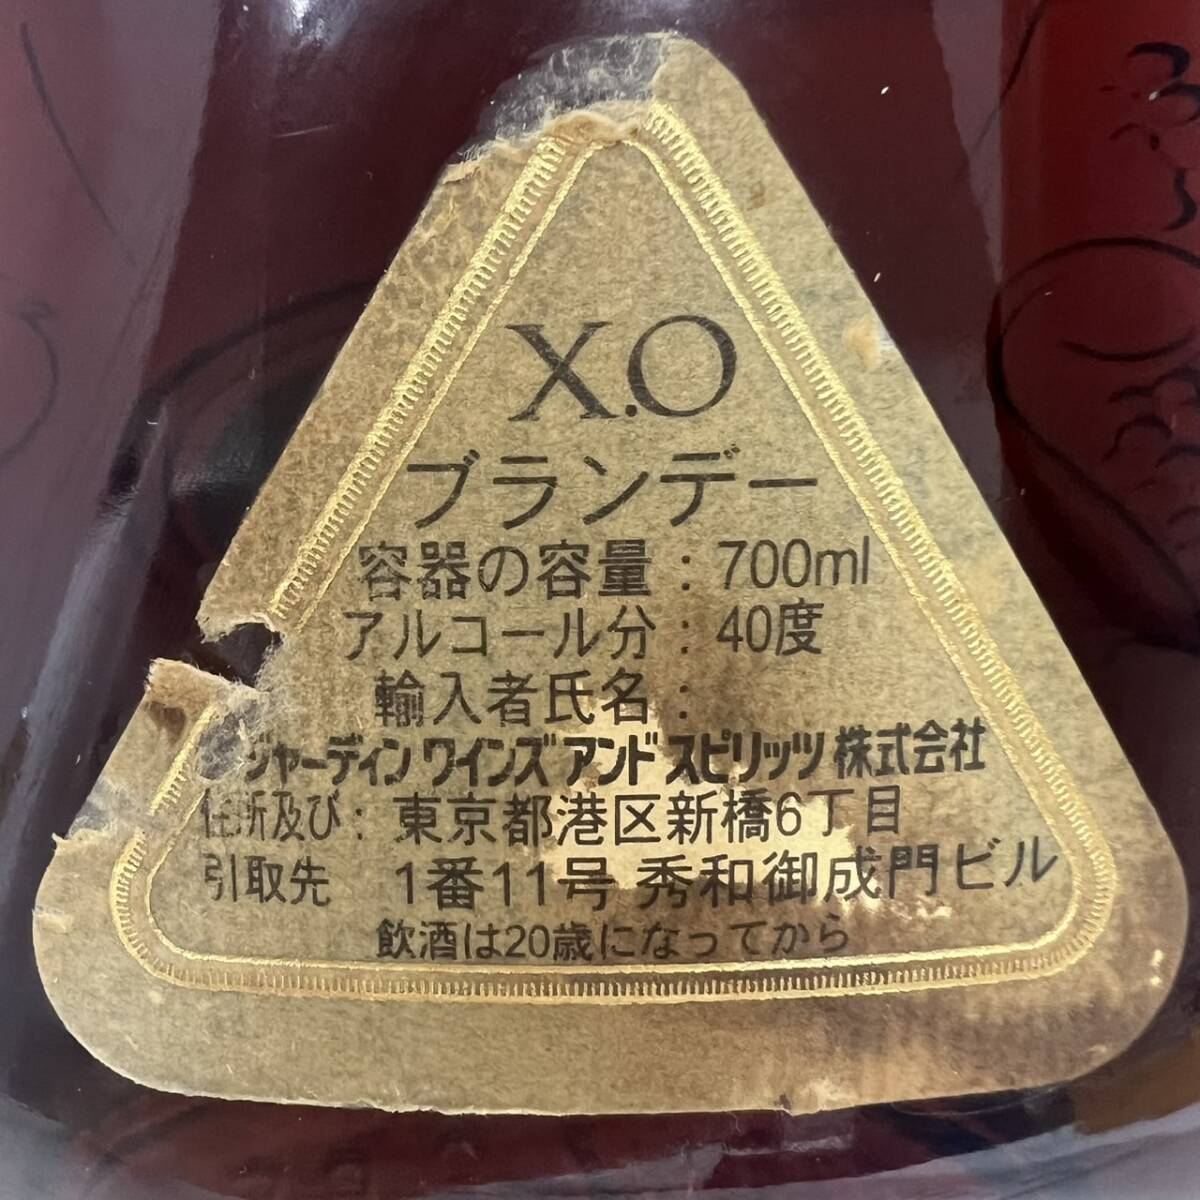 X.O
ブランデー
容器の容量：700ml
アルコール分：40度
輸入者氏名：
ジャーディン ワインズ アンド スピリッツ 株式会社
住所及び：東京都港区新橋6丁目
引取先 1番11号 秀和御成門ビル
飲酒は20歳になってから